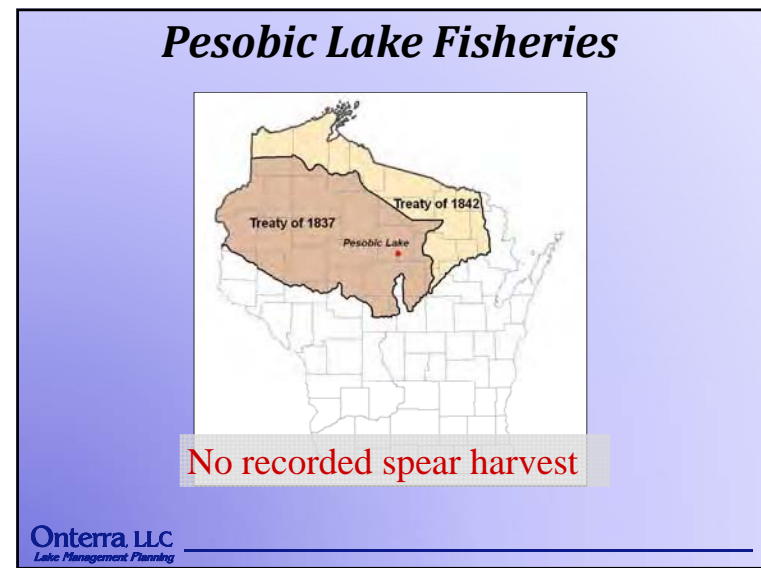 Pesobic Lake Fisheries
Treaty of 1842
Treaty of 1837
Pesobic Lake
No recorded spear harvest
Onterra, LLC
Lake Management Planning